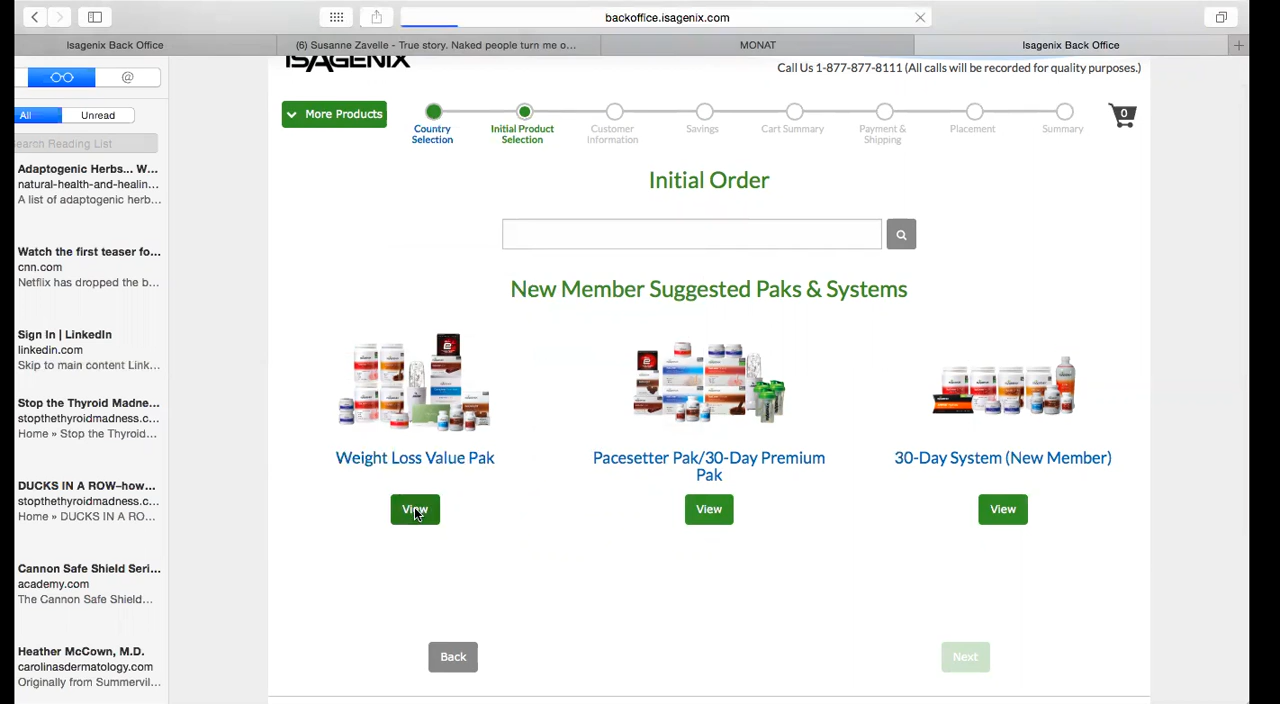 backoffice.isagenix.com
Isagenix Back Office
(6) Susanne Zavelle - True story. Naked people turn me o...
MONAT
Isagenix Back Office
@
All
Unread
earch Reading List
Adaptogenic Herbs... W...
natural-health-and-healin...
A list of adaptogenic herb...
Watch the first teaser fo...
cnn.com
Netflix has dropped the b...
Sign In | LinkedIn
linkedin.com
Skip to main content Link...
Stop the Thyroid Madne...
stopthethyroidmadness.c...
Home » Stop the Thyroid...
DUCKS IN A ROW–how...
stopthethyroidmadness.c...
Home » DUCKS IN A RO...
Cannon Safe Shield Seri...
academy.com
The Cannon Safe Shield...
Heather McCown, M.D.
carolinasdermatology.com
Originally from Summervil...
ISAGENIX
Call Us 1-877-877-8111 (All calls will be recorded for quality purposes.)
More Products
Country
Selection
Initial Product
Selection
Customer
Information
Savings
Cart Summary
Payment &
Shipping
Placement
Summary
0
Initial Order
New Member Suggested Paks & Systems
Weight Loss Value Pak
View
Pacesetter Pak/30-Day Premium
Pak
View
30-Day System (New Member)
View
Back
Next